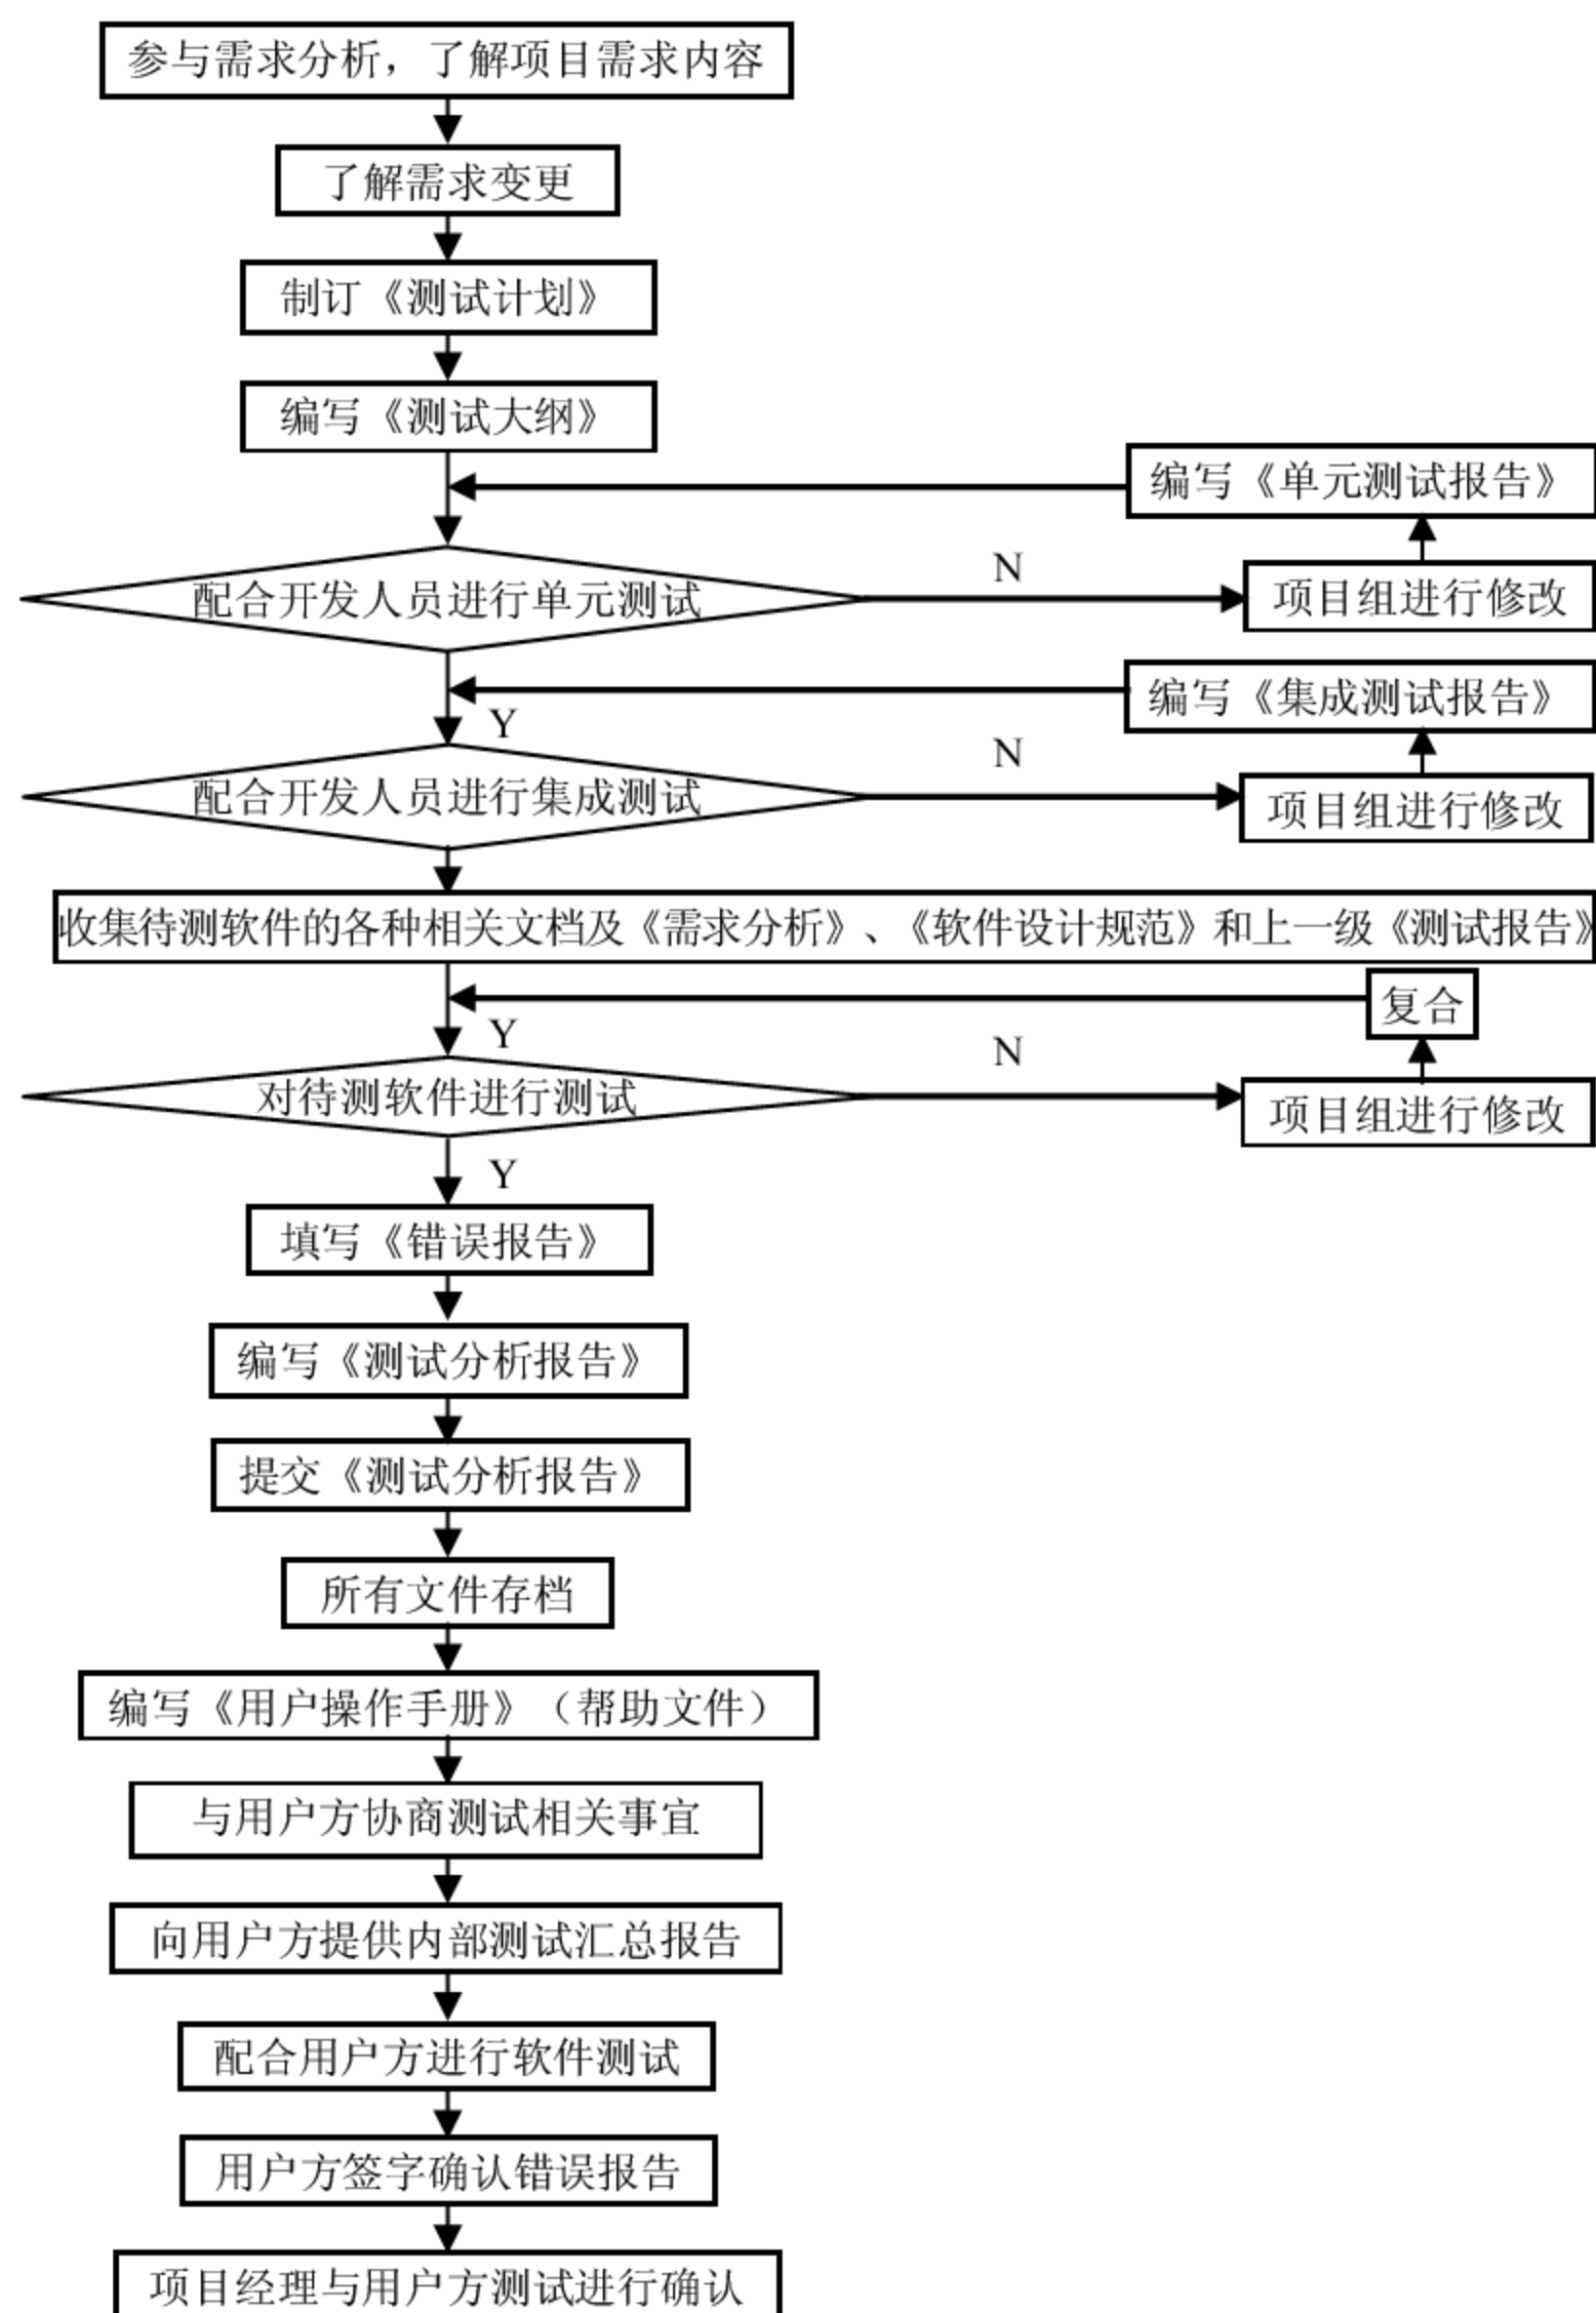 参与需求分析，了解项目需求内容
了解需求变更
制订《测试计划》
编写《测试大纲》
编写《单元测试报告》
N
配合开发人员进行单元测试
项目组进行修改
编写《集成测试报告》
Y
N
配合开发人员进行集成测试
项目组进行修改
收集待测软件的各种相关文档及《需求分析》、《软件设计规范》和上一级《测试报告》
复合
Y
N
对待测软件进行测试
项目组进行修改
Y
填写《错误报告》
编写《测试分析报告》
提交《测试分析报告》
所有文件存档
编写《用户操作手册》（帮助文件）
与用户方协商测试相关事宜
向用户方提供内部测试汇总报告
配合用户方进行软件测试
用户方签字确认错误报告
项目经理与用户方测试进行确认